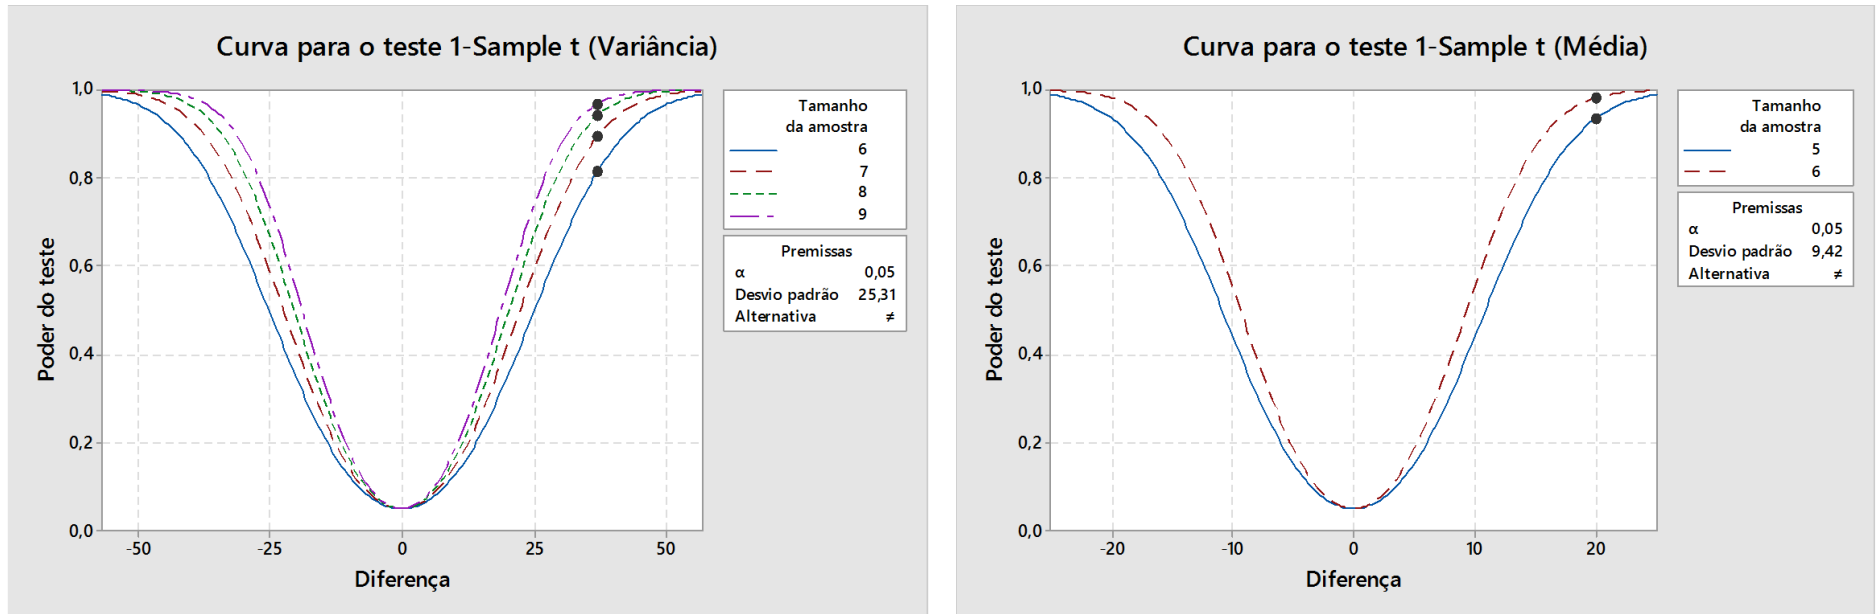 Curva para o teste 1-Sample t (Variância)
1,0
0,8
0,6
0,4
0,2
0,0
Poder do teste
-50 -25 0 25 50
Diferença
Tamanho
da amostra
6
7
8
9
Premissas
α 0,05
Desvio padrão 25,31
Alternativa ≠
Curva para o teste 1-Sample t (Média)
1,0
0,8
0,6
0,4
0,2
0,0
Poder do teste
-20 -10 0 10 20
Diferença
Tamanho
da amostra
5
6
Premissas
α 0,05
Desvio padrão 9,42
Alternativa ≠